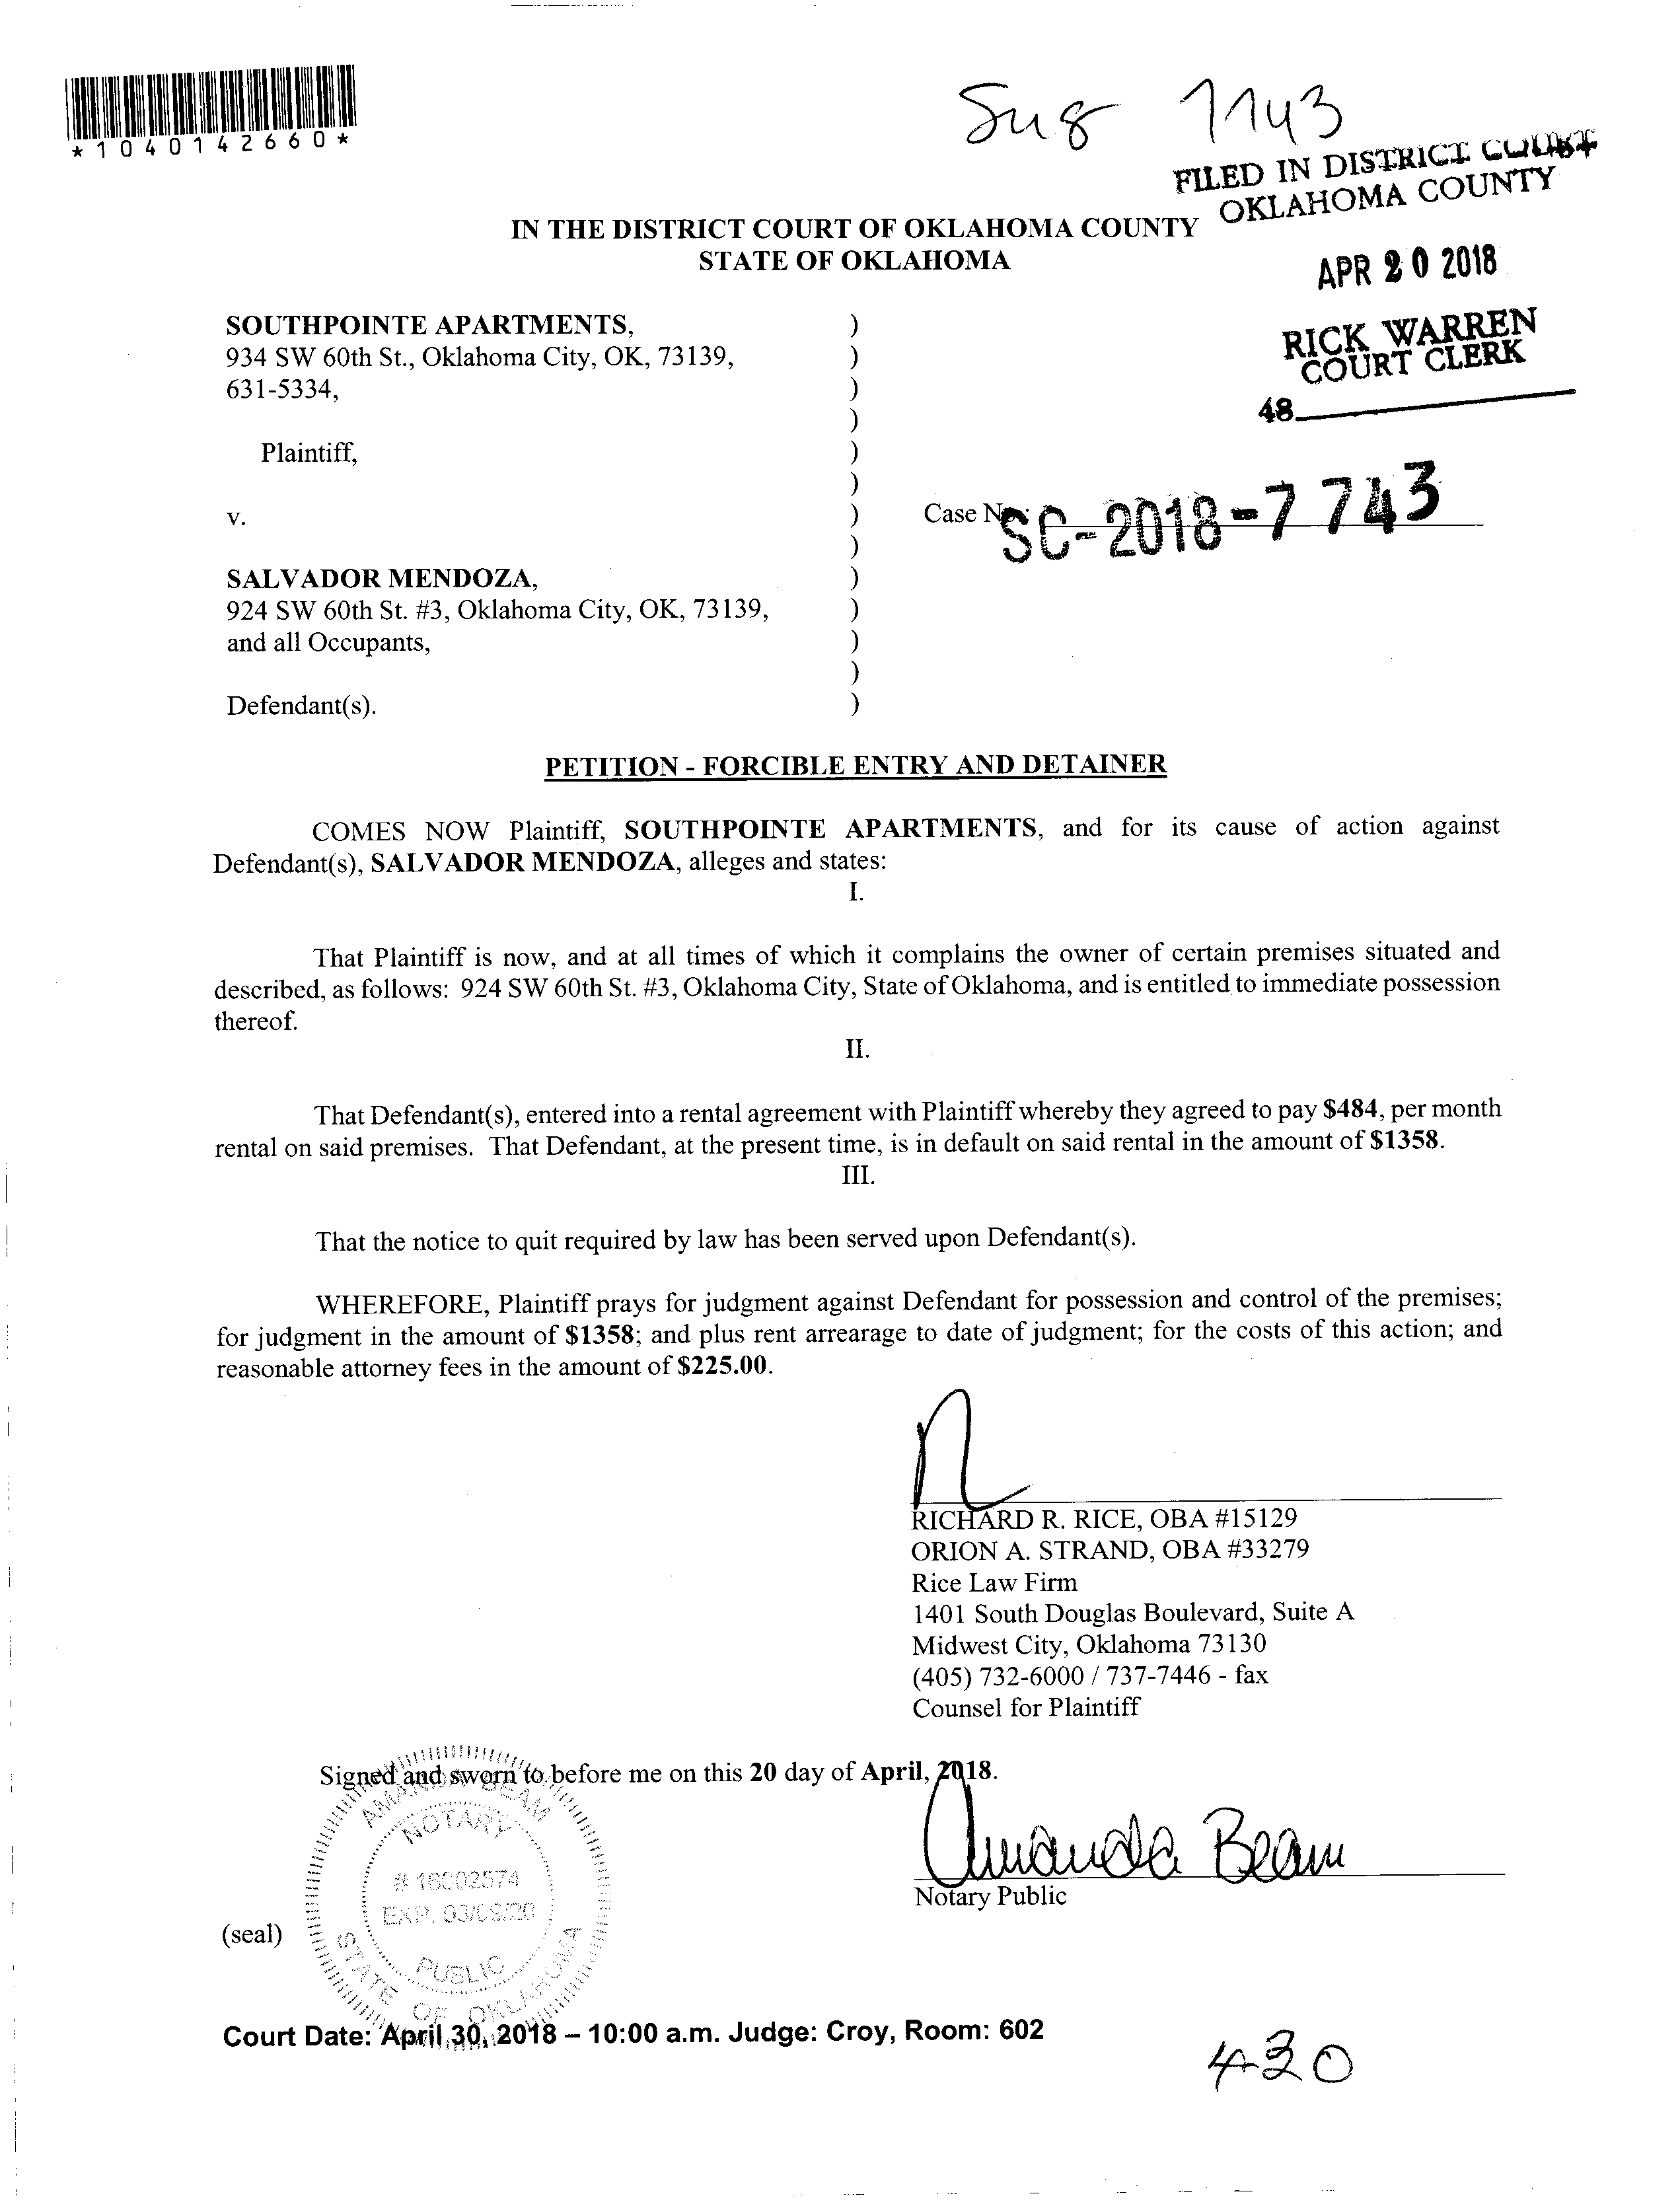 *1040142660*
7743
FILED IN DISTRICT COURT
OKLAHOMA COUNTY
IN THE DISTRICT COURT OF OKLAHOMA COUNTY
STATE OF OKLAHOMA
APR 20 2018
RICK WARREN
COURT CLERK
48
SOUTHPOINTE APARTMENTS, )
934 SW 60th St., Oklahoma City, OK, 73139, )
631-5334, )
)
Plaintiff, )
)
v. ) Case No.: SC-2018-7743
)
SALVADOR MENDOZA, )
924 SW 60th St. #3, Oklahoma City, OK, 73139, )
and all Occupants, )
)
Defendant(s). )
PETITION - FORCIBLE ENTRY AND DETAINER
COMES NOW Plaintiff, SOUTHPOINTE APARTMENTS, and for its cause of action against
Defendant(s), SALVADOR MENDOZA, alleges and states:
I.
That Plaintiff is now, and at all times of which it complains the owner of certain premises situated and
described, as follows: 924 SW 60th St. #3, Oklahoma City, State of Oklahoma, and is entitled to immediate possession
thereof.
II.
That Defendant(s), entered into a rental agreement with Plaintiff whereby they agreed to pay $484, per month
rental on said premises. That Defendant, at the present time, is in default on said rental in the amount of $1358.
III.
That the notice to quit required by law has been served upon Defendant(s).
WHEREFORE, Plaintiff prays for judgment against Defendant for possession and control of the premises;
for judgment in the amount of $1358; and plus rent arrearage to date of judgment; for the costs of this action; and
reasonable attorney fees in the amount of $225.00.
RICHARD R. RICE, OBA #15129
ORION A. STRAND, OBA #33279
Rice Law Firm
1401 South Douglas Boulevard, Suite A
Midwest City, Oklahoma 73130
(405) 732-6000 / 737-7446 - fax
Counsel for Plaintiff
Signed and sworn to before me on this 20 day of April, 2018.
Amanda Beam
Notary Public
AMANDA BEAM
NOTARY
# 16002574
EXP. 03/09/20
PUBLIC
STATE OF OKLAHOMA
(seal)
Court Date: April 30, 2018 – 10:00 a.m. Judge: Croy, Room: 602
430